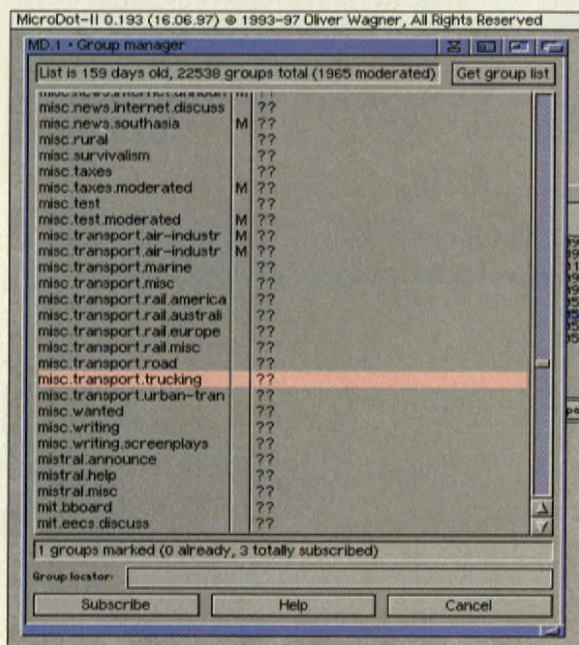 MicroDot-II 0.193 (16.06.97) © 1993-97 Oliver Wagner, All Rights Reserved
MD.1 · Group manager
List is 159 days old, 22538 groups total (1965 moderated) Get group list
misc.news.internet.announ M ??
misc.news.internet.discuss ??
misc.news.southasia M ??
misc.rural ??
misc.survivalism ??
misc.taxes ??
misc.taxes.moderated M ??
misc.test ??
misc.test.moderated M ??
misc.transport.air-industr M ??
misc.transport.air-industr M ??
misc.transport.marine ??
misc.transport.misc ??
misc.transport.rail.america ??
misc.transport.rail.australi ??
misc.transport.rail.europe ??
misc.transport.rail.misc ??
misc.transport.road ??
misc.transport.trucking ??
misc.transport.urban-tran ??
misc.wanted ??
misc.writing ??
misc.writing.screenplays ??
mistral.announce ??
mistral.help ??
mistral.misc ??
mit.bboard ??
mit.eecs.discuss ??
1 groups marked (0 already, 3 totally subscribed)
Group locator:
Subscribe Help Cancel